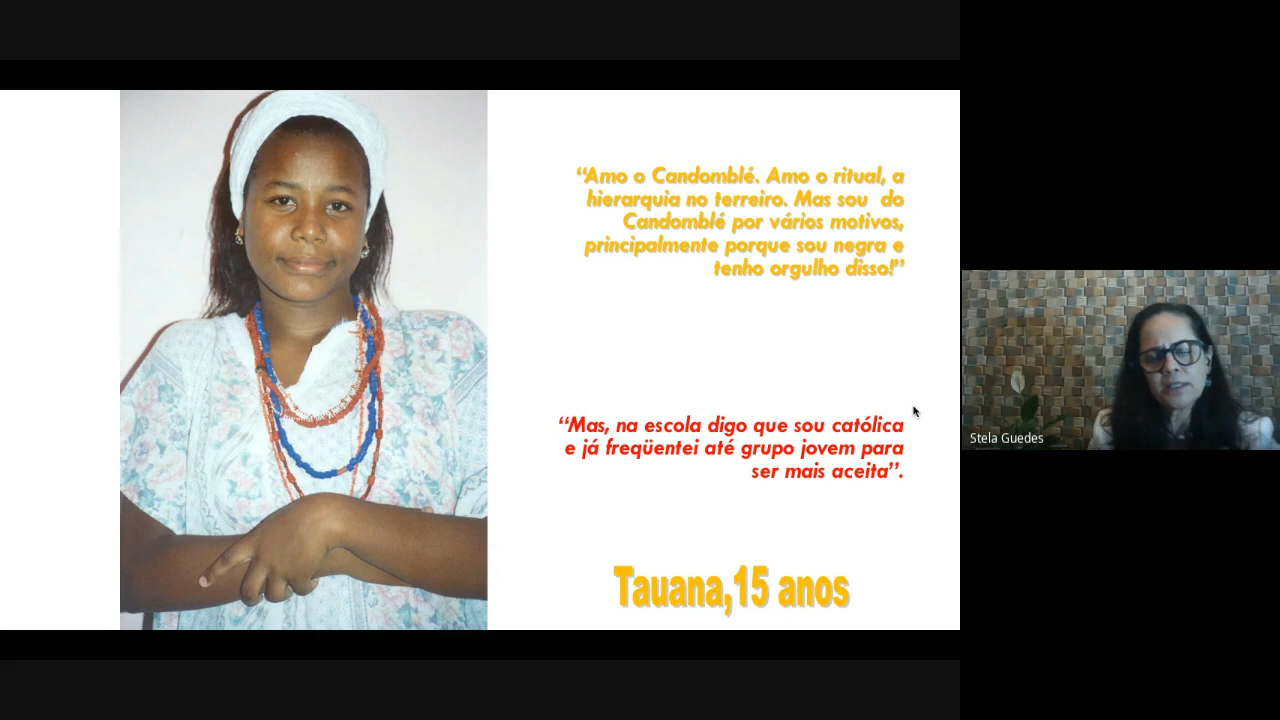 “Amo o Candomblé. Amo o ritual, a
hierarquia no terreiro. Mas sou do
Candomblé por vários motivos,
principalmente porque sou negra e
tenho orgulho disso!”
“Mas, na escola digo que sou católica
e já freqüentei até grupo jovem para
ser mais aceita”.
Tauana,15 anos
Stela Guedes